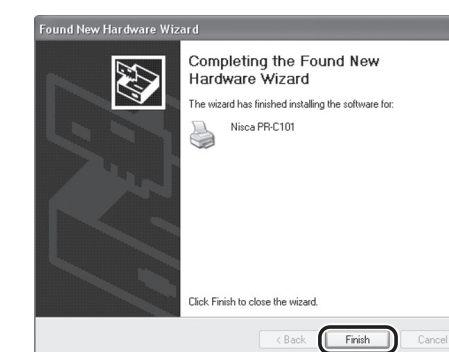 Found New Hardware Wizard
Completing the Found New
Hardware Wizard
The wizard has finished installing the software for:
Nisca PR-C101
Click Finish to close the wizard.
< Back
Finish
Cancel